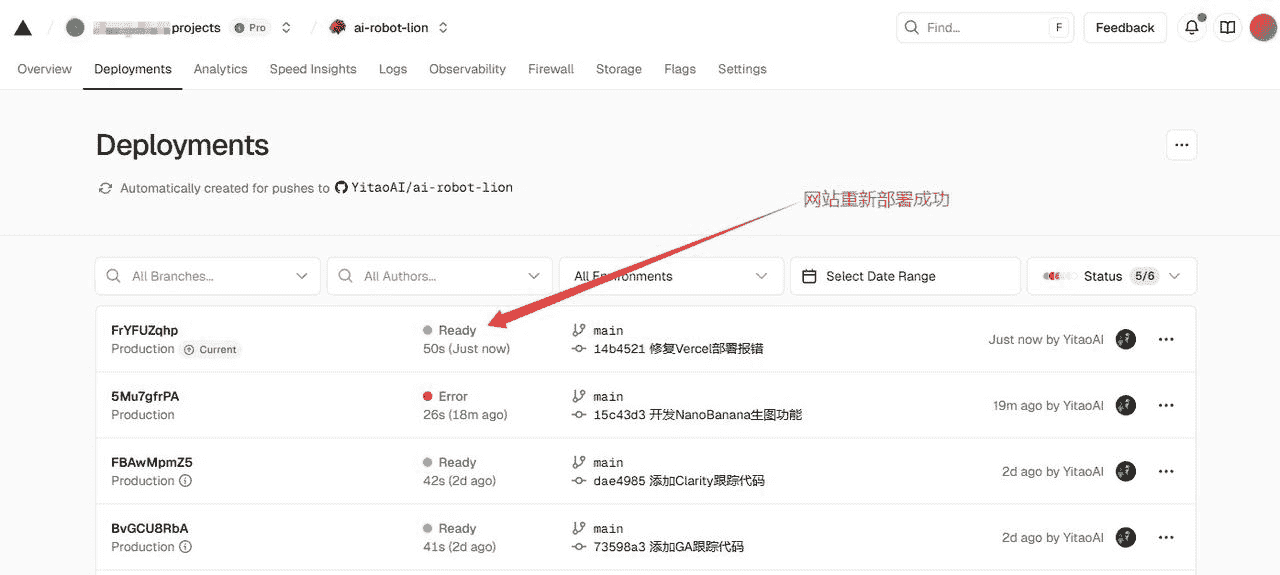 projects Pro ai-robot-lion Find... F Feedback
Overview Deployments Analytics Speed Insights Logs Observability Firewall Storage Flags Settings
Deployments
Automatically created for pushes to YitaoAI/ai-robot-lion
网站重新部署成功
All Branches... All Authors... All Environments Select Date Range Status 5/6
FrYFUZqhp Ready main
Production Current 50s (Just now) 14b4521 修复Vercel部署报错 Just now by YitaoAI
5Mu7gfrPA Error main
Production 26s (18m ago) 15c43d3 开发NanoBanana生图功能 19m ago by YitaoAI
FBAwMpmZ5 Ready main
Production 42s (2d ago) dae4985 添加Clarity跟踪代码 2d ago by YitaoAI
BvGCU8RbA Ready main
Production 41s (2d ago) 73598a3 添加GA跟踪代码 2d ago by YitaoAI